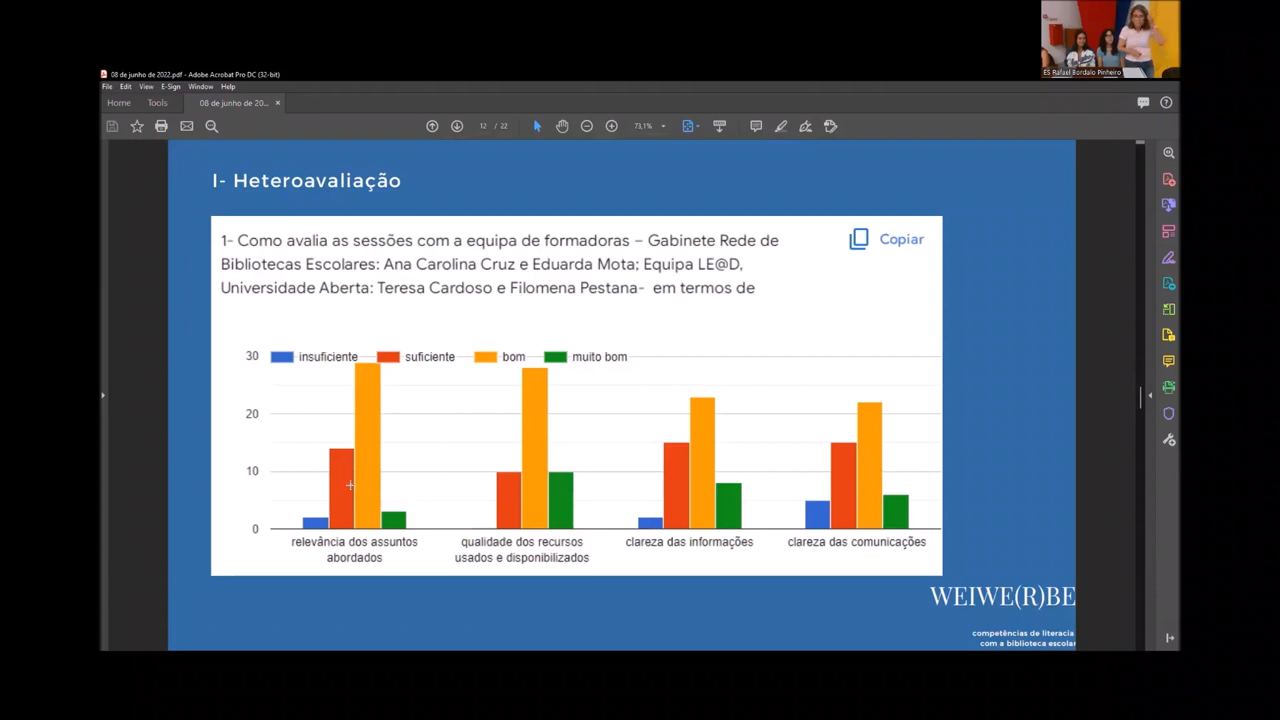 ES Rafael Bordalo Pinheiro
08 de junho de 2022.pdf - Adobe Acrobat Pro DC (32-bit)
File Edit View E-Sign Window Help
Home Tools 08 de junho de 20... ×
12 / 22 73,1%
I- Heteroavaliação
1- Como avalia as sessões com a equipa de formadoras – Gabinete Rede de
Bibliotecas Escolares: Ana Carolina Cruz e Eduarda Mota; Equipa LE@D,
Universidade Aberta: Teresa Cardoso e Filomena Pestana- em termos de
Copiar
30
insuficiente suficiente bom muito bom
20
10
0
relevância dos assuntos
abordados
qualidade dos recursos
usados e disponibilizados
clareza das informações
clareza das comunicações
WEIWE(R)BE
competências de literacia
com a biblioteca escola